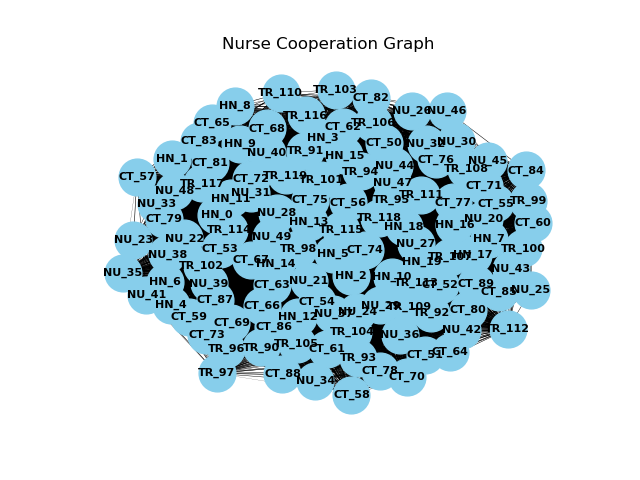 Nurse Cooperation Graph
TR_110
TR_103
CT_82
HN_8
NU_26
NU_46
TR_116
CT_65
TR_106
CT_62
CT_68
HN_3
CT_83
HN_9
CT_50
NU_30
TR_91
NU_40
HN_15
HN_1
CT_76
NU_45
CT_81
NU_44
TR_108
CT_84
TR_94
CT_57
CT_72
TR_101
NU_47
CT_71
TR_117
NU_48
NU_31
TR_111
HN_11
CT_75
TR_95
TR_99
NU_33
CT_56
CT_77
CT_55
HN_0
NU_28
CT_79
TR_118
NU_20
HN_13
CT_60
HN_16
HN_18
TR_114
TR_115
NU_23
NU_22
NU_49
HN_7
NU_27
CT_53
TR_98
CT_74
TR_100
NU_38
HN_5
HN_17
CT_67
HN_14
HN_19
TR_102
NU_43
NU_35
HN_2
HN_10
HN_6
NU_39
CT_63
NU_21
CT_89
NU_25
NU_41
CT_87
CT_54
HN_4
CT_66
TR_109
CT_80
NU_24
TR_92
CT_59
HN_12
CT_69
CT_86
NU_42
TR_112
CT_73
TR_104
NU_36
TR_96
TR_90
TR_105
CT_61
CT_51
CT_64
TR_93
TR_97
CT_88
NU_34
CT_78
CT_70
CT_58